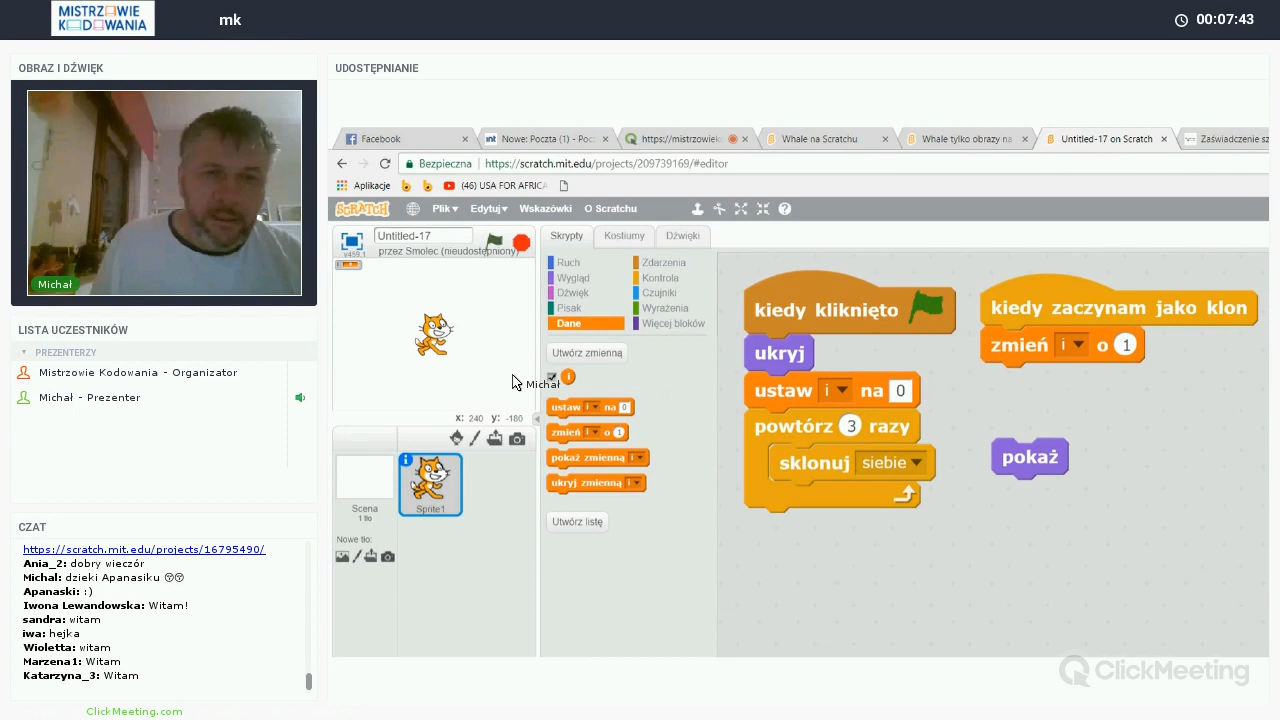 MISTRZOWIE
KODOWANIA
mk
00:07:43
OBRAZ I DŹWIĘK
Michał
LISTA UCZESTNIKÓW
PREZENTERZY
Mistrzowie Kodowania - Organizator
Michał - Prezenter
CZAT
https://scratch.mit.edu/projects/16795490/
Ania_2: dobry wieczór
Michal: dzieki Apanasiku
Apanaski: :)
Iwona Lewandowska: Witam!
sandra: witam
iwa: hejka
Wioletta: witam
Marzena1: Witam
Katarzyna_3: Witam
ClickMeeting.com
UDOSTĘPNIANIE
Facebook
int Nowe: Poczta (1) - Pocz
https://mistrzowiek
Whale na Scratchu
Whale tylko obrazy na
Untitled-17 on Scratch
Zaświadczenie sz
Bezpieczna https://scratch.mit.edu/projects/209739169/#editor
Aplikacje
(46) USA FOR AFRICA
SCRATCH
Plik Edytuj Wskazówki O Scratchu
Untitled-17
przez Smolec (nieudostępniony)
v459.1
x: 240 y: -180
Scena
1 tło
Sprite1
Nowe tło:
Skrypty Kostiumy Dźwięki
Ruch Zdarzenia
Wygląd Kontrola
Dźwięk Czujniki
Pisak Wyrażenia
Dane Więcej bloków
Utwórz zmienną
i
Michał
ustaw i na 0
zmień i o 1
pokaż zmienną i
ukryj zmienną i
Utwórz listę
kiedy kliknięto
ukryj
ustaw i na 0
powtórz 3 razy
sklonuj siebie
kiedy zaczynam jako klon
zmień i o 1
pokaż
ClickMeeting